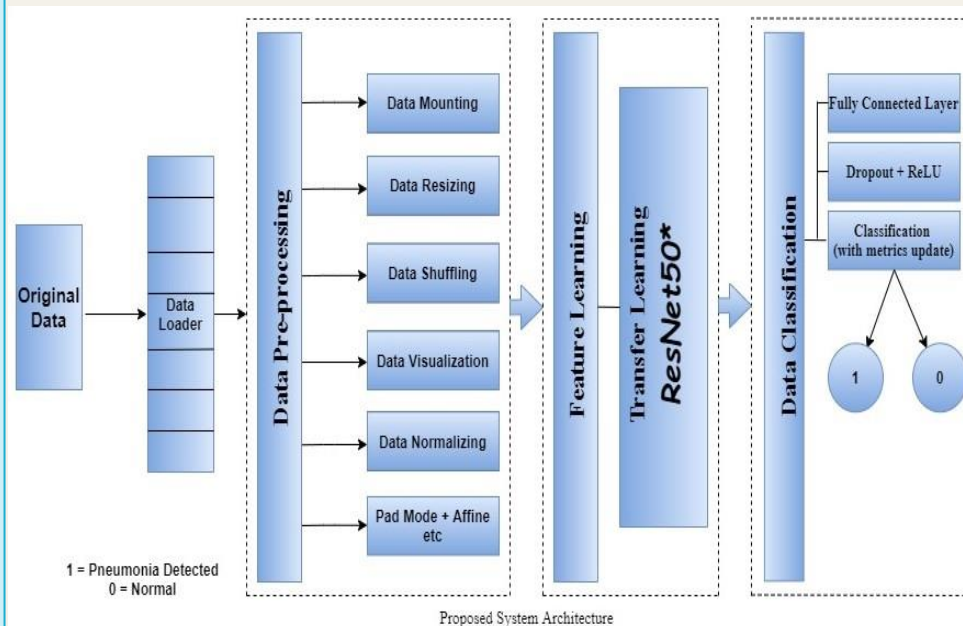 Original
Data
Data
Loader
1 = Pneumonia Detected
0 = Normal
Data Pre-processing
Data Mounting
Data Resizing
Data Shuffling
Data Visualization
Data Normalizing
Pad Mode + Affine
etc
Feature Learning
Transfer Learning
ResNet50*
Data Classification
Fully Connected Layer
Dropout + ReLU
Classification
(with metrics update)
1
0
Proposed System Architecture